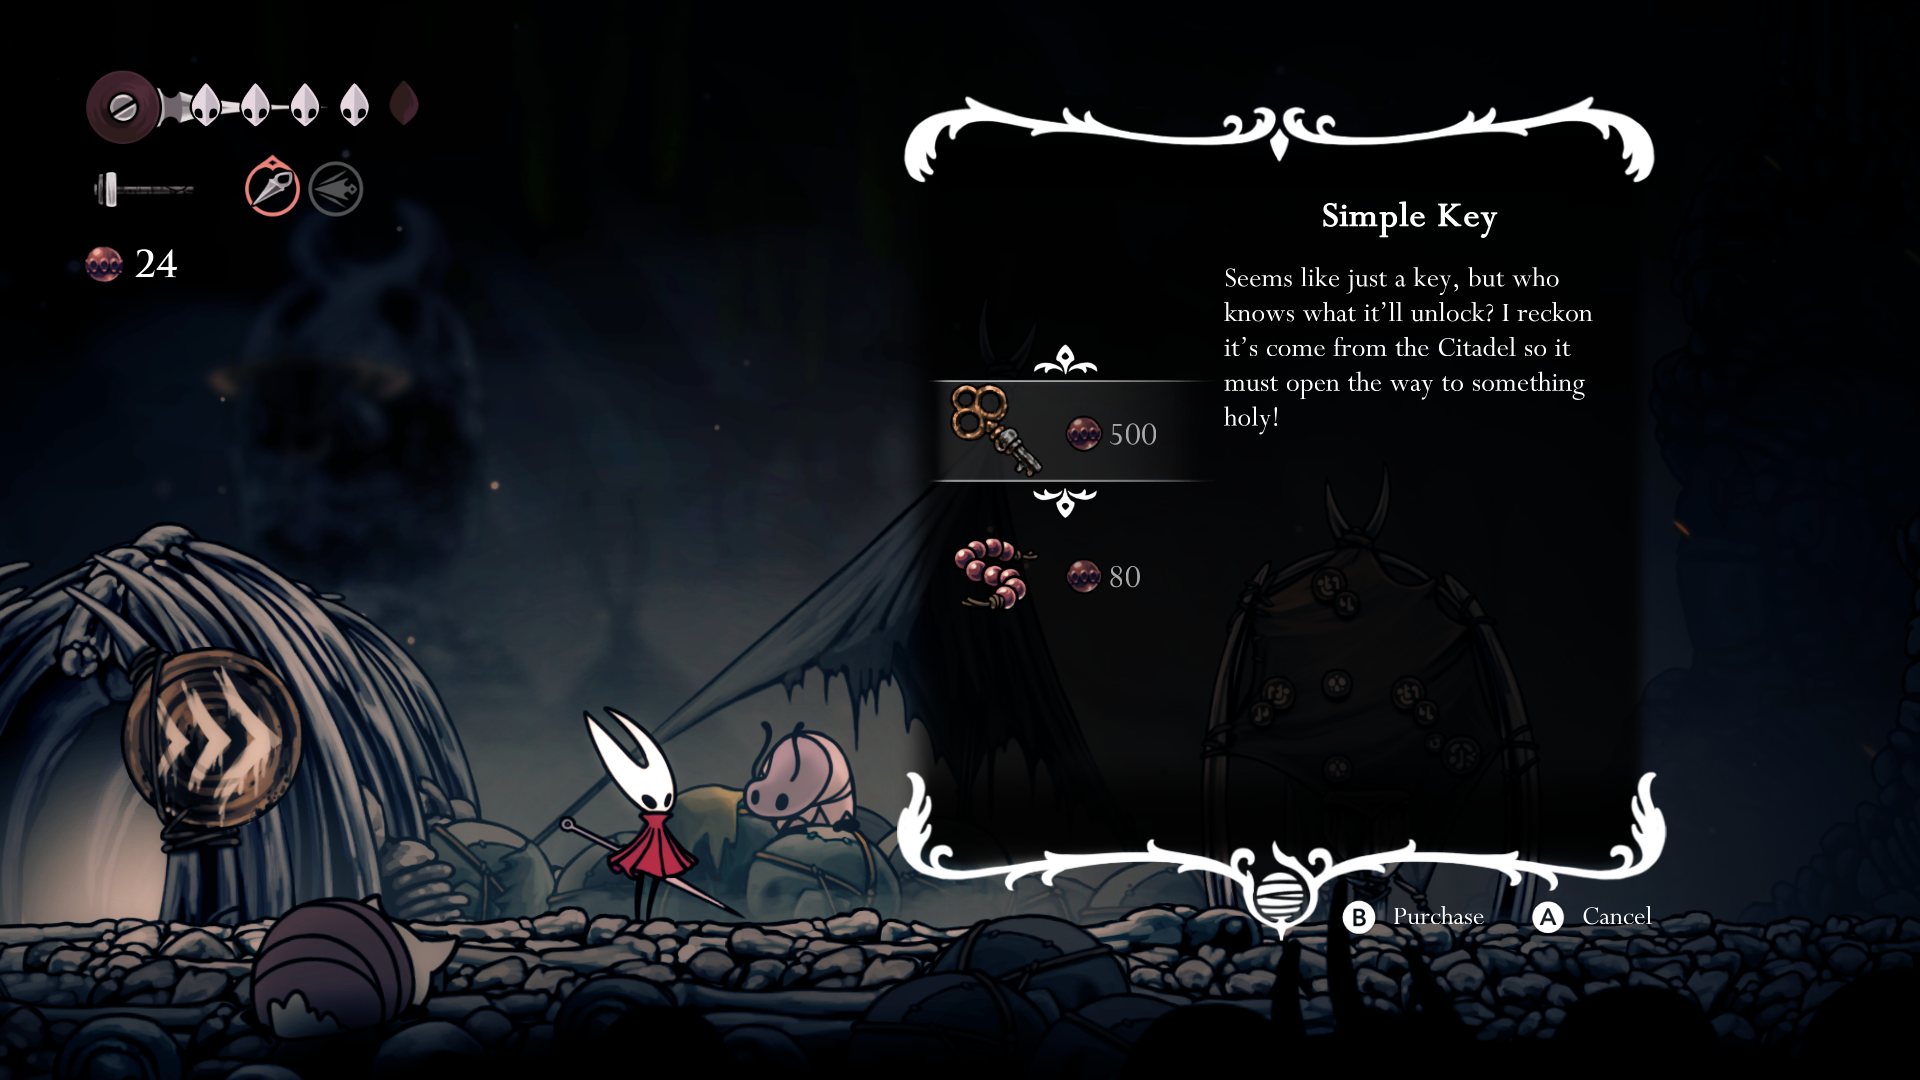 24
Simple Key
Seems like just a key, but who
knows what it'll unlock? I reckon
it's come from the Citadel so it
must open the way to something
holy!
500
80
B Purchase A Cancel